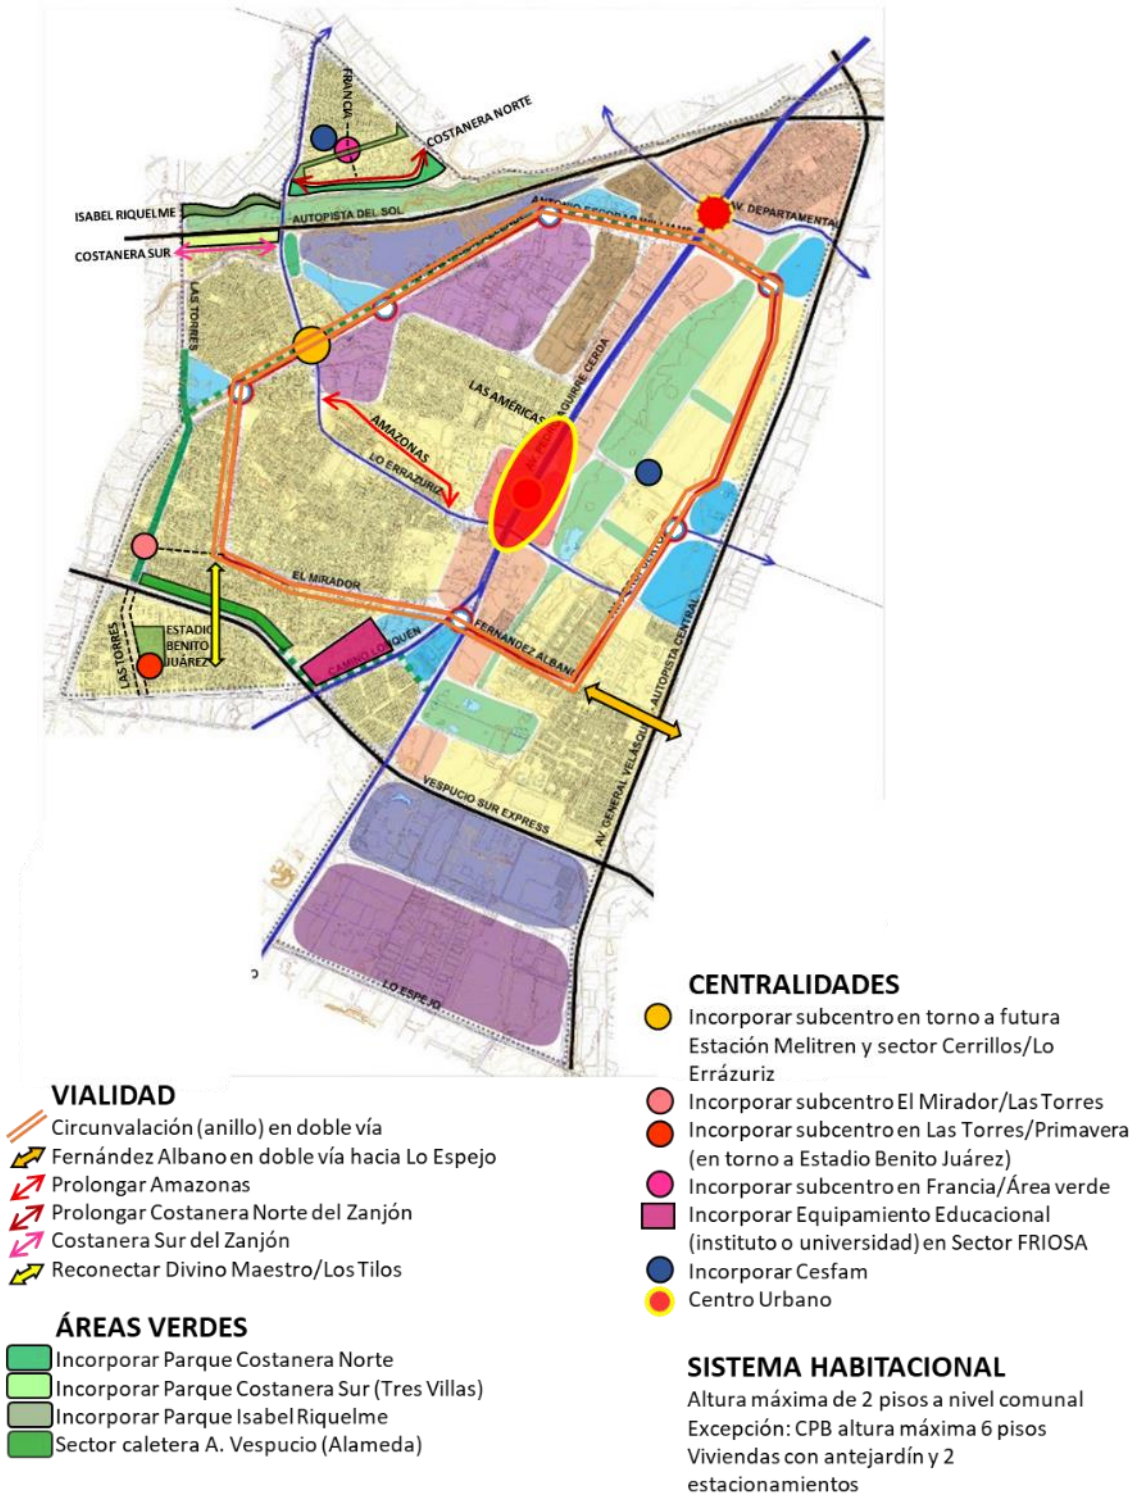 FRANCIA
COSTANERA NORTE
ISABEL RIQUELME
AUTOPISTA DEL SOL
COSTANERA SUR
AV. DEPARTAMENTAL
LAS TORRES
LAS AMÉRICAS
AGUIRRE CERDA
AMAZONAS
LO ERRAZURIZ
EL MIRADOR
FERNANDEZ ALBANO
ESTADIO
BENITO
JUÁREZ
LAS TORRES
CAMINO LONQUÉN
AUTOPISTA CENTRAL
AV. GENERAL VELASQUEZ
VESPUCIO SUR EXPRESS
LO ESPEJO
CENTRALIDADES
Incorporar subcentro en torno a futura
Estación Melitren y sector Cerrillos/Lo
Errázuriz
Incorporar subcentro El Mirador/Las Torres
Incorporar subcentro en Las Torres/Primavera
(en torno a Estadio Benito Juárez)
Incorporar subcentro en Francia/Área verde
Incorporar Equipamiento Educacional
(instituto o universidad) en Sector FRIOSA
Incorporar Cesfam
Centro Urbano
VIALIDAD
Circunvalación (anillo) en doble vía
Fernández Albano en doble vía hacia Lo Espejo
Prolongar Amazonas
Prolongar Costanera Norte del Zanjón
Costanera Sur del Zanjón
Reconectar Divino Maestro/Los Tilos
ÁREAS VERDES
Incorporar Parque Costanera Norte
Incorporar Parque Costanera Sur (Tres Villas)
Incorporar Parque Isabel Riquelme
Sector caletera A. Vespucio (Alameda)
SISTEMA HABITACIONAL
Altura máxima de 2 pisos a nivel comunal
Excepción: CPB altura máxima 6 pisos
Viviendas con antejardín y 2
estacionamientos